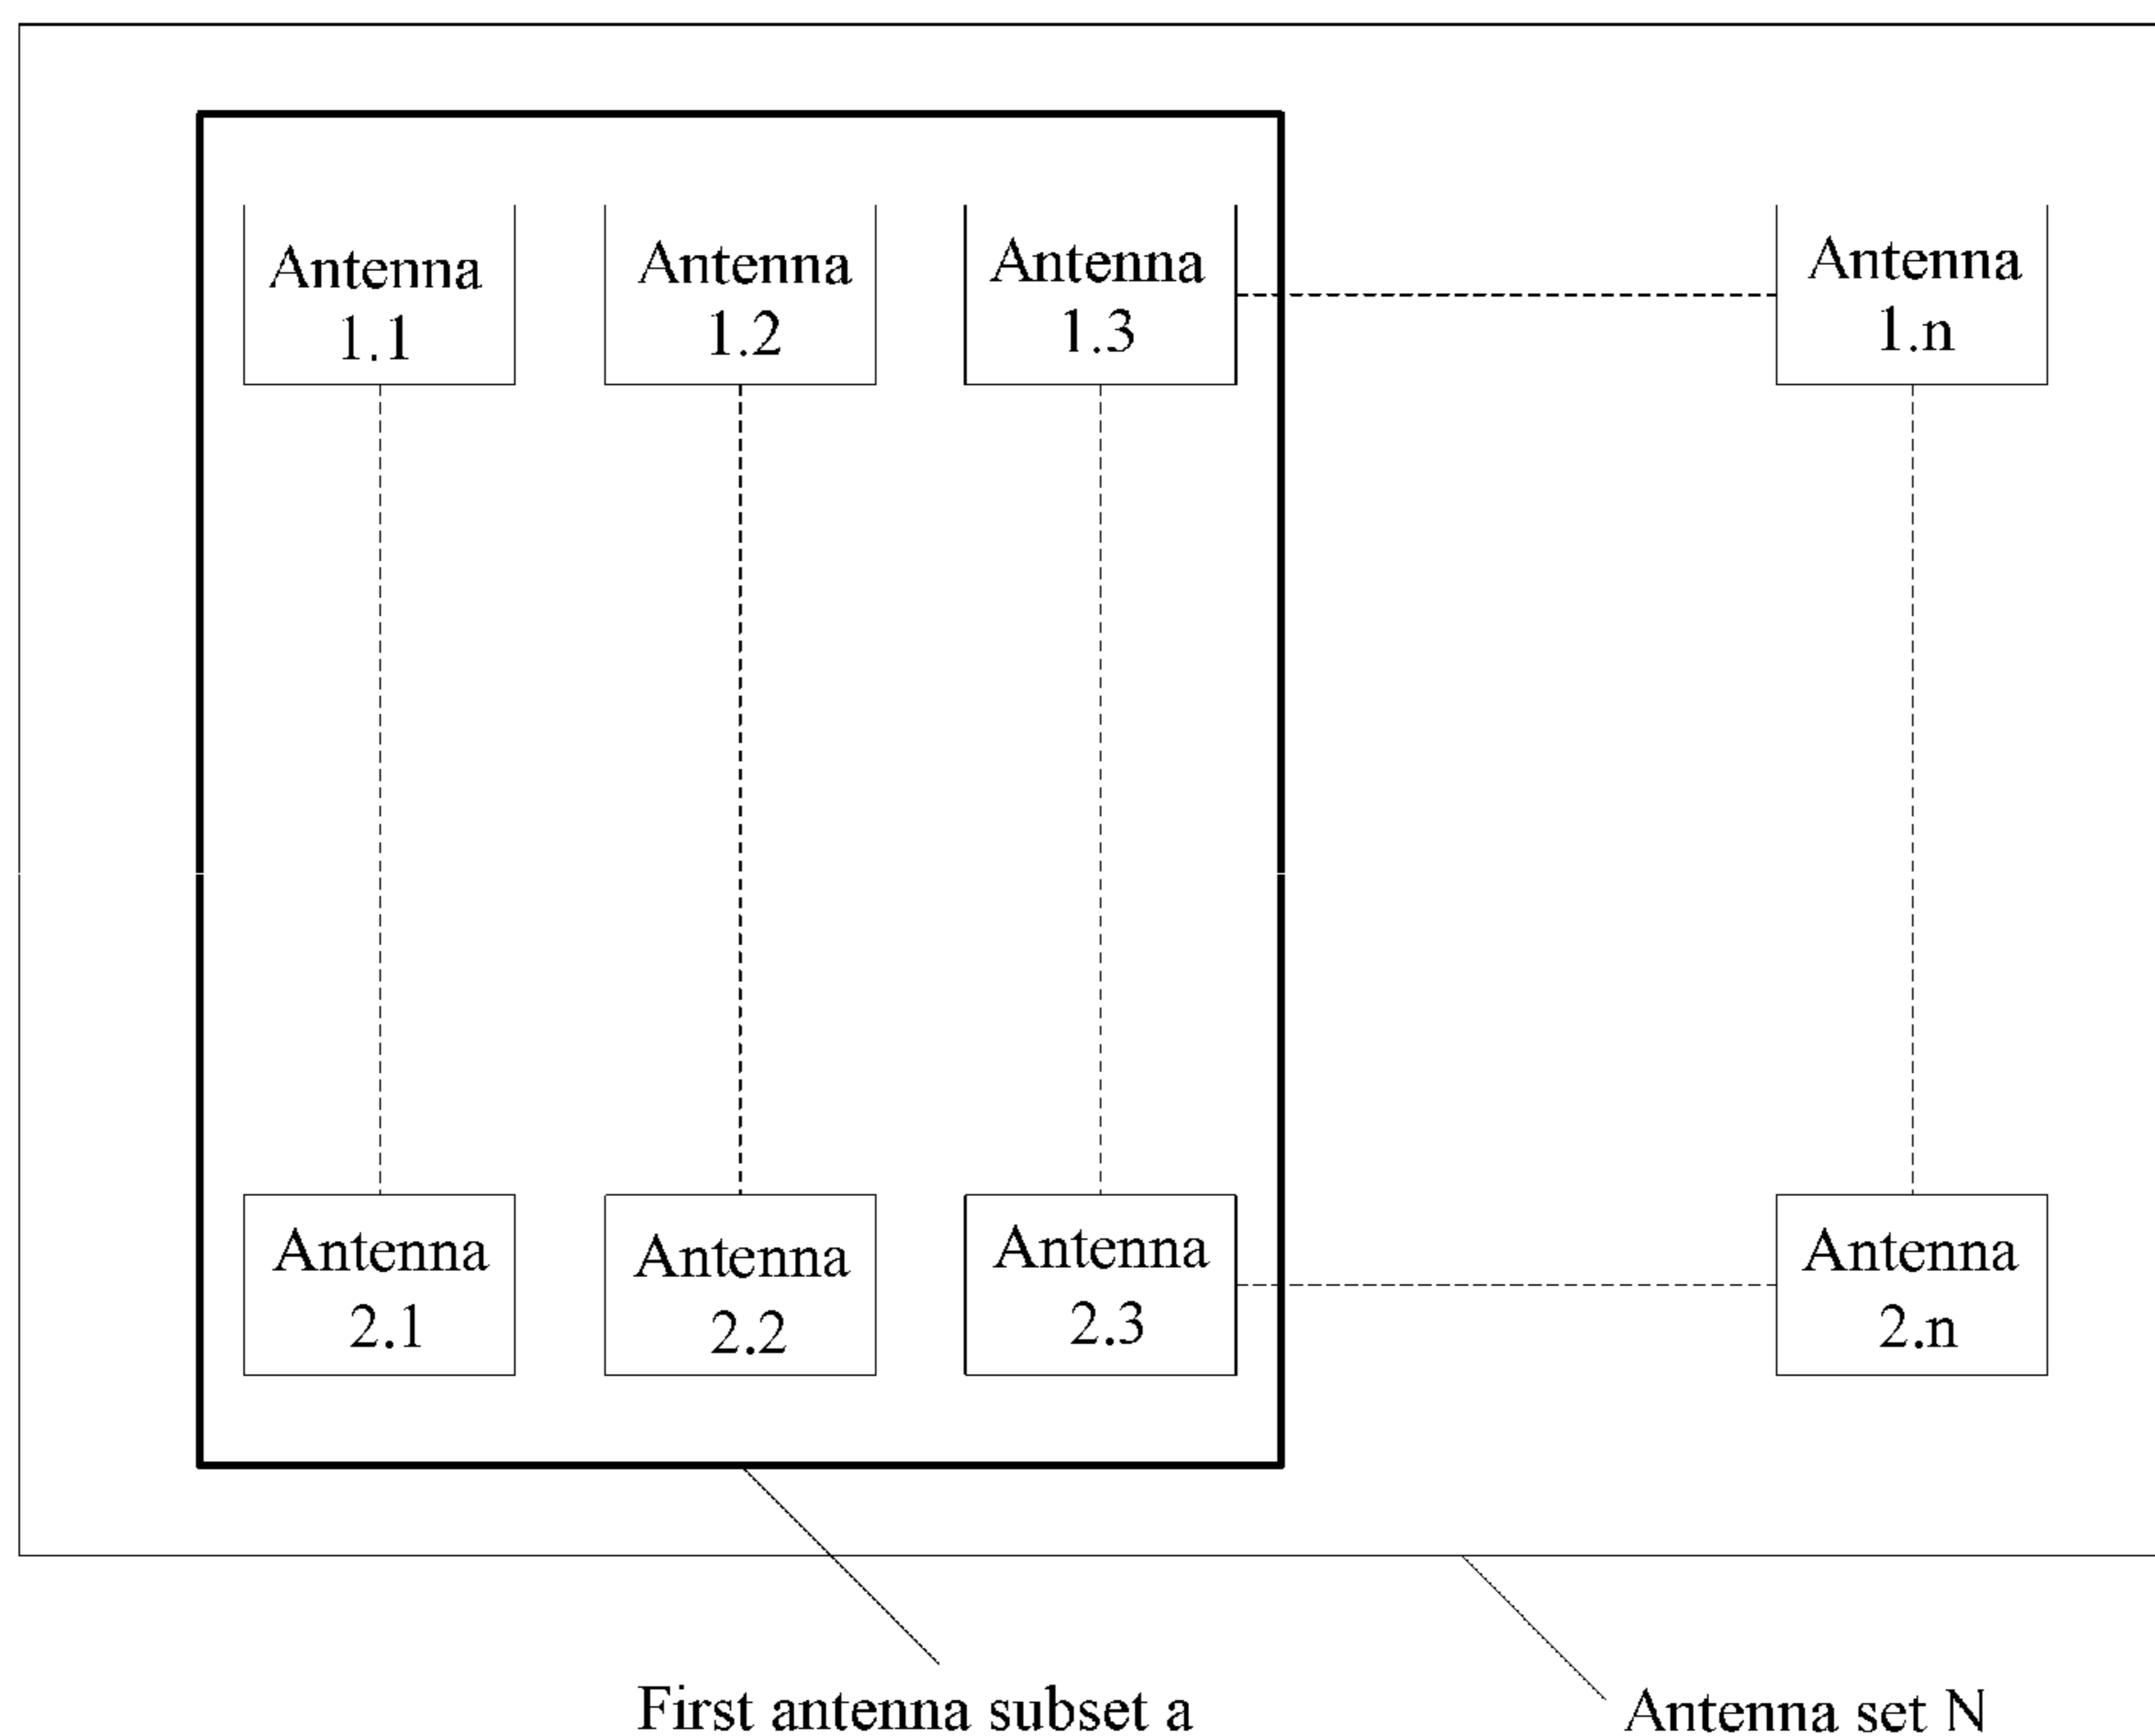 Antenna
1.1
Antenna
1.2
Antenna
1.3
Antenna
1.n
Antenna
2.1
Antenna
2.2
Antenna
2.3
Antenna
2.n
First antenna subset a
Antenna set N